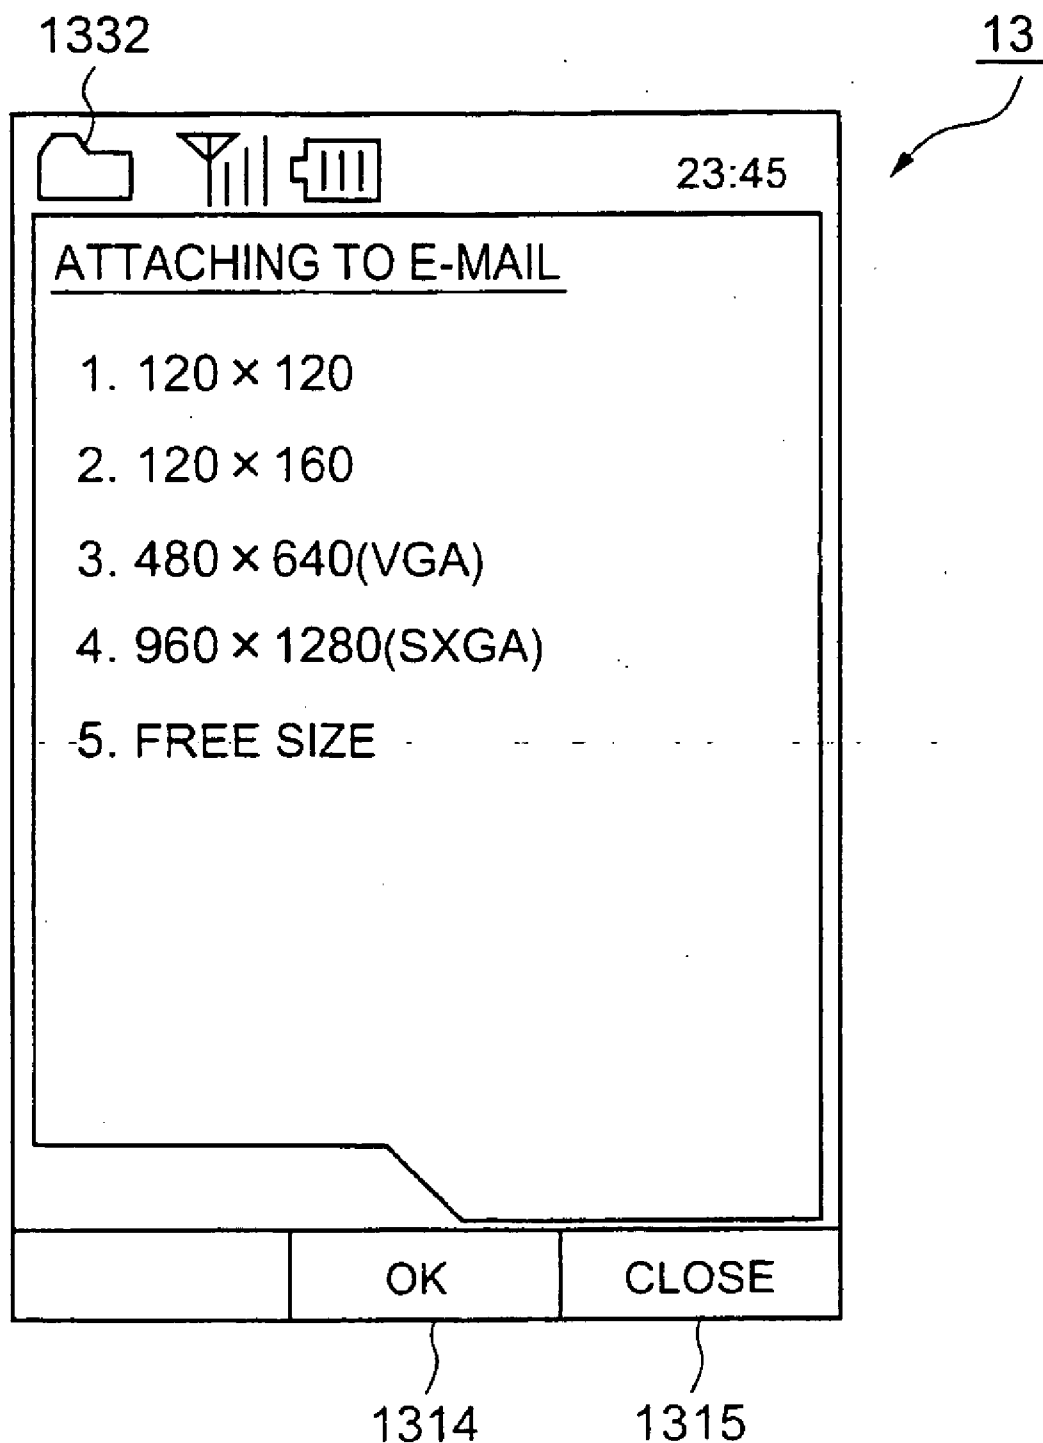 1332
13
23:45
ATTACHING TO E-MAIL
1. 120 × 120
2. 120 × 160
3. 480 × 640(VGA)
4. 960 × 1280(SXGA)
5. FREE SIZE
OK CLOSE
1314 1315